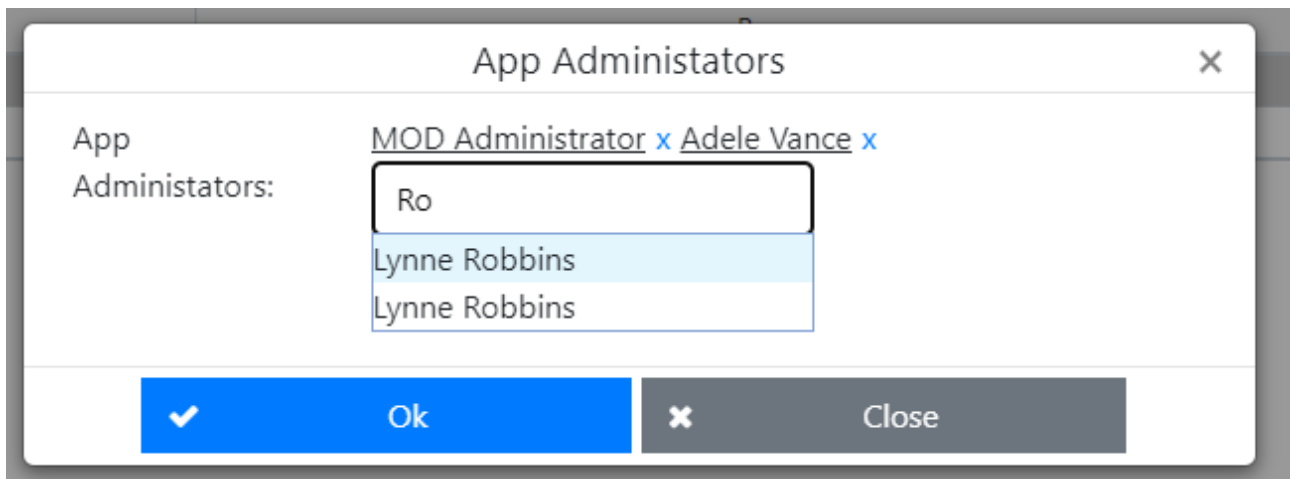 App Administators ×
App MOD Administrator x Adele Vance x
Administators:
Ro
Lynne Robbins
Lynne Robbins
Ok Close